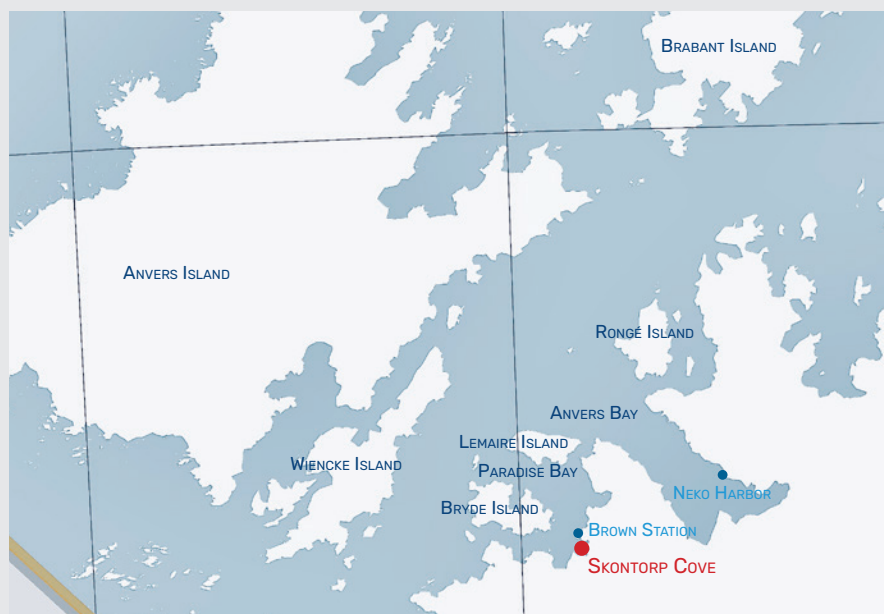 Brabant Island
Anvers Island
Rongé Island
Anvers Bay
Lemaire Island
Wiencke Island
Paradise Bay
Neko Harbor
Bryde Island
Brown Station
Skontorp Cove